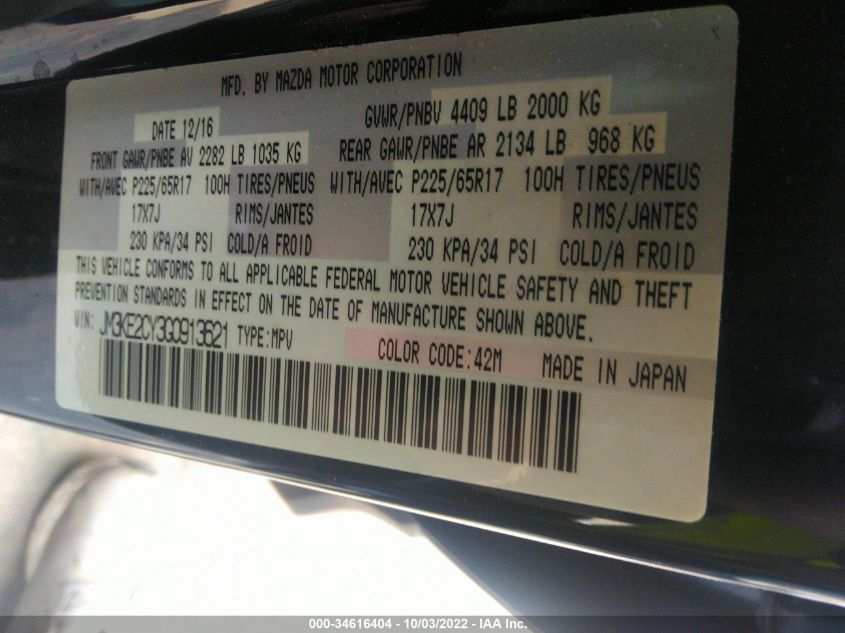 MFD. BY MAZDA MOTOR CORPORATION
DATE 12/16 GVWR/PNBV 4409 LB 2000 KG
FRONT GAWR/PNBE AV 2282 LB 1035 KG REAR GAWR/PNBE AR 2134 LB 968 KG
WITH/AVEC P225/65R17 100H TIRES/PNEUS WITH/AVEC P225/65R17 100H TIRES/PNEUS
17X7J RIMS/JANTES 17X7J RIMS/JANTES
230 KPA/34 PSI COLD/A FROID 230 KPA/34 PSI COLD/A FROID
THIS VEHICLE CONFORMS TO ALL APPLICABLE FEDERAL MOTOR VEHICLE SAFETY AND THEFT
PREVENTION STANDARDS IN EFFECT ON THE DATE OF MANUFACTURE SHOWN ABOVE.
VIN: JM3KE2CY3G0913621 TYPE:MPV COLOR CODE:42M MADE IN JAPAN
000-34616404 - 10/03/2022 - IAA Inc.